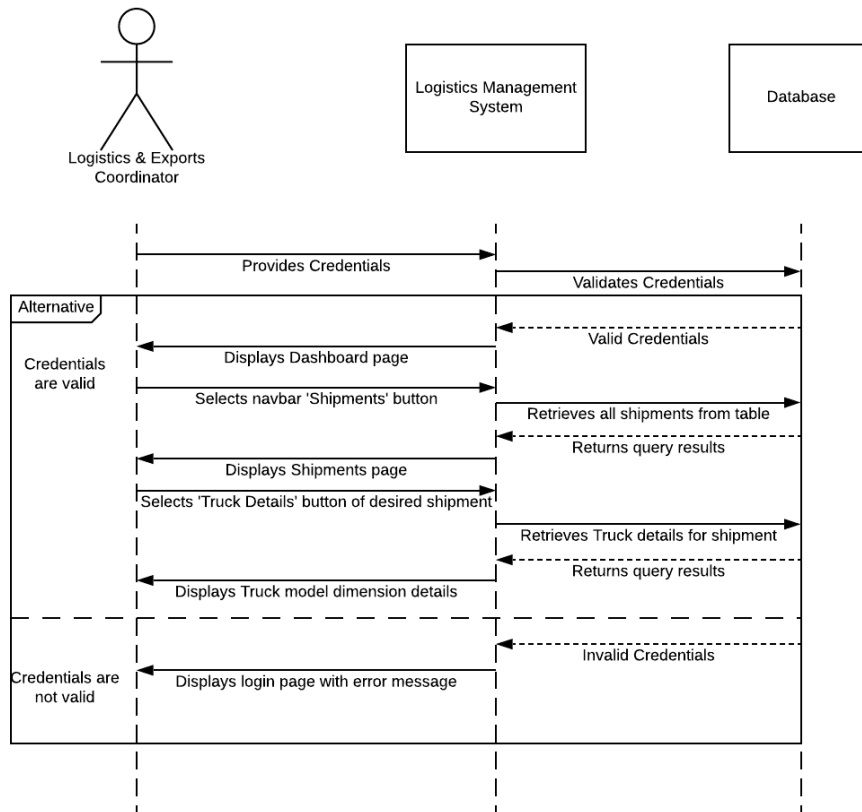 Logistics Management
System
Database
Logistics & Exports
Coordinator
Provides Credentials
Validates Credentials
Alternative
Valid Credentials
Displays Dashboard page
Credentials
are valid
Selects navbar 'Shipments' button
Retrieves all shipments from table
Returns query results
Displays Shipments page
Selects 'Truck Details' button of desired shipment
Retrieves Truck details for shipment
Returns query results
Displays Truck model dimension details
Invalid Credentials
Credentials are
not valid
Displays login page with error message